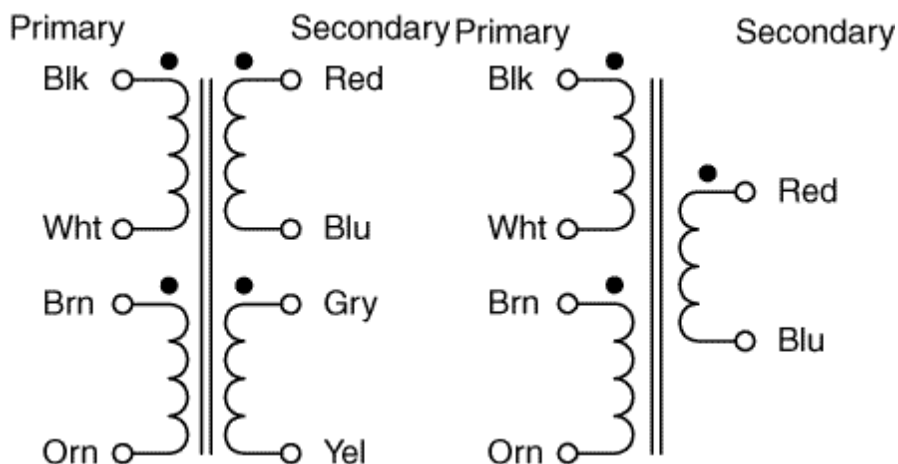 Primary Secondary Primary Secondary
Blk Red Blk
Red
Wht Blu Wht
Brn Gry Brn
Blu
Orn Yel Orn